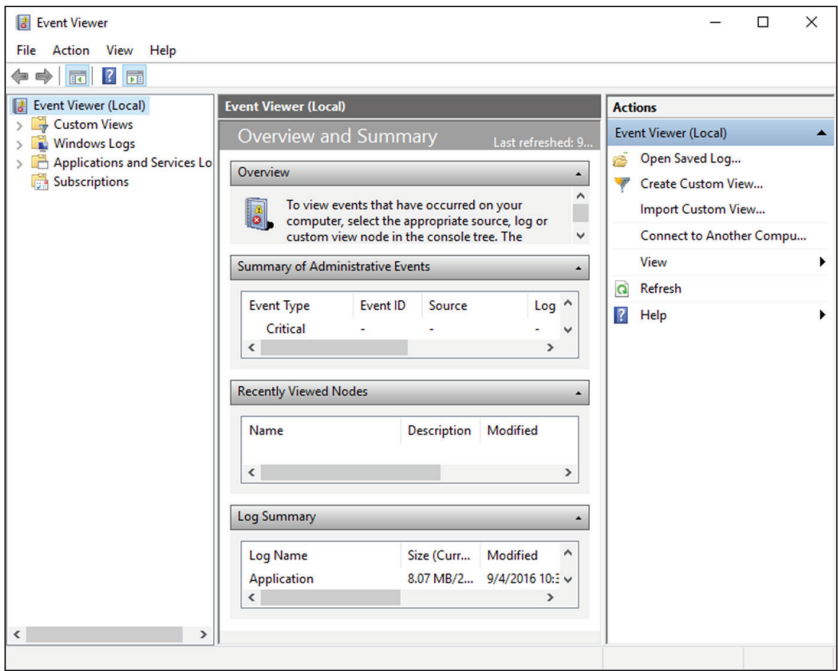 Event Viewer
File Action View Help
Event Viewer (Local)
Custom Views
Windows Logs
Applications and Services Lo
Subscriptions
Event Viewer (Local)
Overview and Summary Last refreshed: 9...
Overview
To view events that have occurred on your
computer, select the appropriate source, log or
custom view node in the console tree. The
Summary of Administrative Events
Event Type Event ID Source Log
Critical - - -
Recently Viewed Nodes
Name Description Modified
Log Summary
Log Name Size (Curr... Modified
Application 8.07 MB/2... 9/4/2016 10:3
Actions
Event Viewer (Local)
Open Saved Log...
Create Custom View...
Import Custom View...
Connect to Another Compu...
View
Refresh
Help